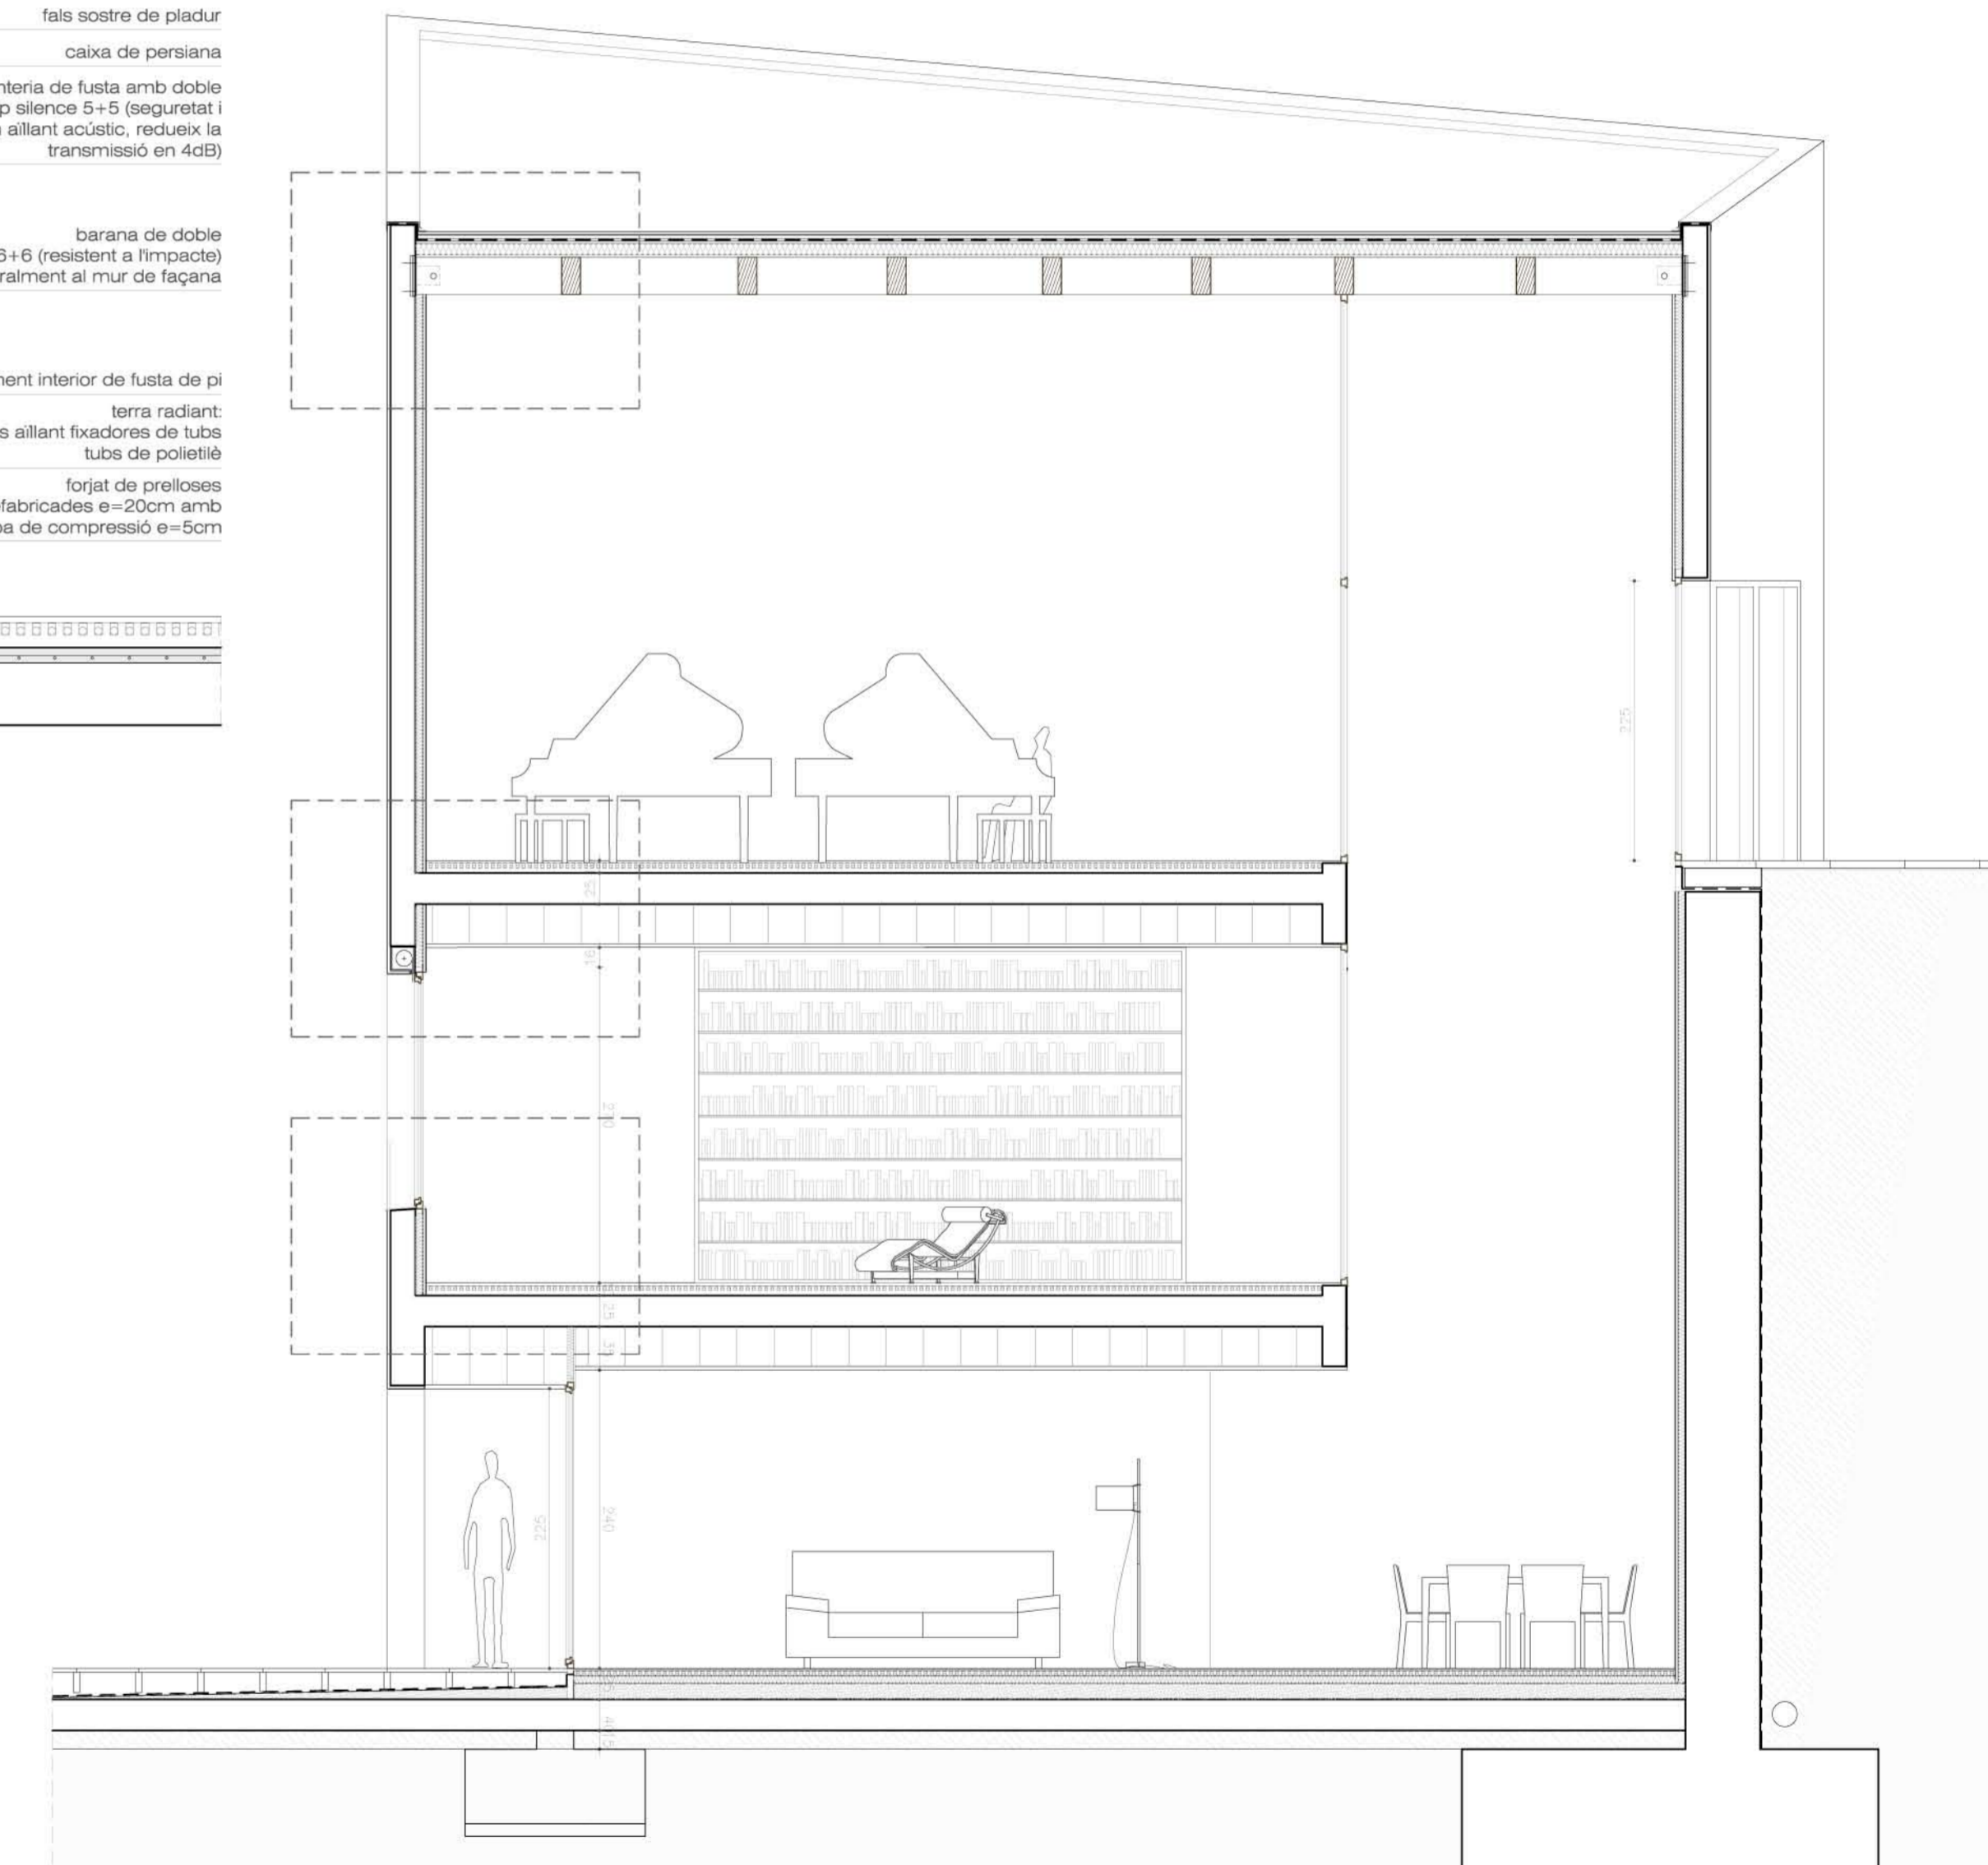 fals sostre de pladur
caixa de persiana
nteria de fusta amb doble
p silence 5+5 (seguretat i
aïllant acústic, redueix la
transmissió en 4dB)
barana de doble
6+6 (resistent a l'impacte)
ralment al mur de façana
nent interior de fusta de pi
terra radiant:
s aïllant fixadores de tubs
tubs de polietilè
forjat de prelloses
fabricades e=20cm amb
pa de compressió e=5cm
225
25
16
270
25
35
225
240